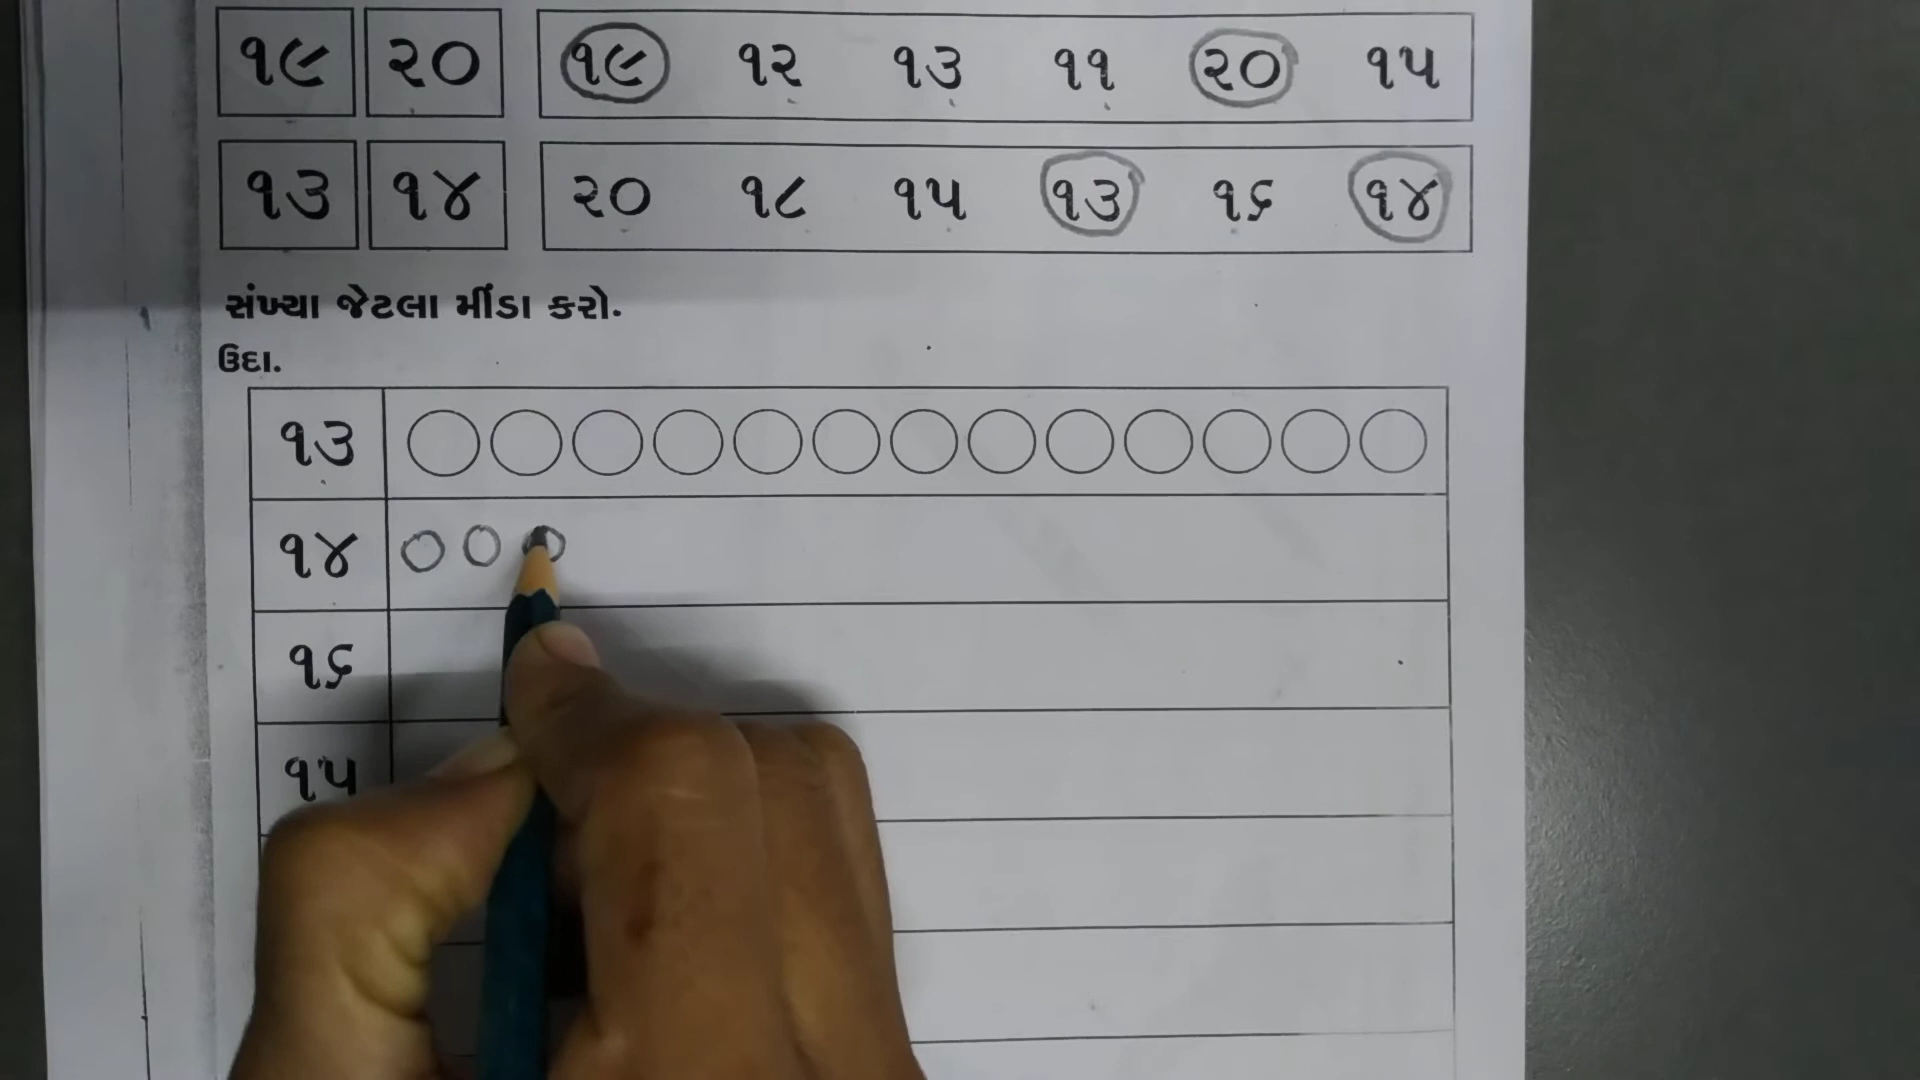 ૧૯ ૨૦ ૧૯ ૧૨ ૧૩ ૧૧ ૨૦ ૧૫
૧૩ ૧૪ ૨૦ ૧૮ ૧૫ ૧૩ ૧૬ ૧૪
સંખ્યા જેટલા મીંડા કરો.
ઉદા.
૧૩
૧૪
૧૬
૧૫